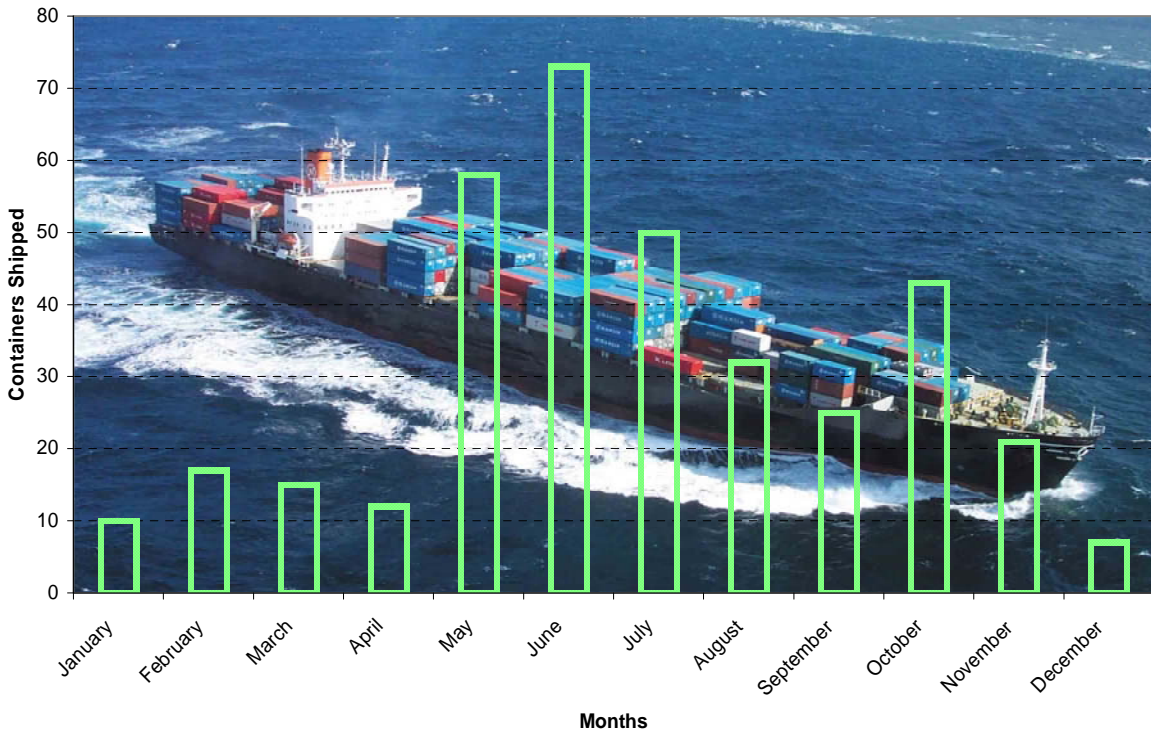 80
70
60
50
40
30
20
10
0
Containers Shipped
January
February
March
April
May
June
July
August
September
October
November
December
Months